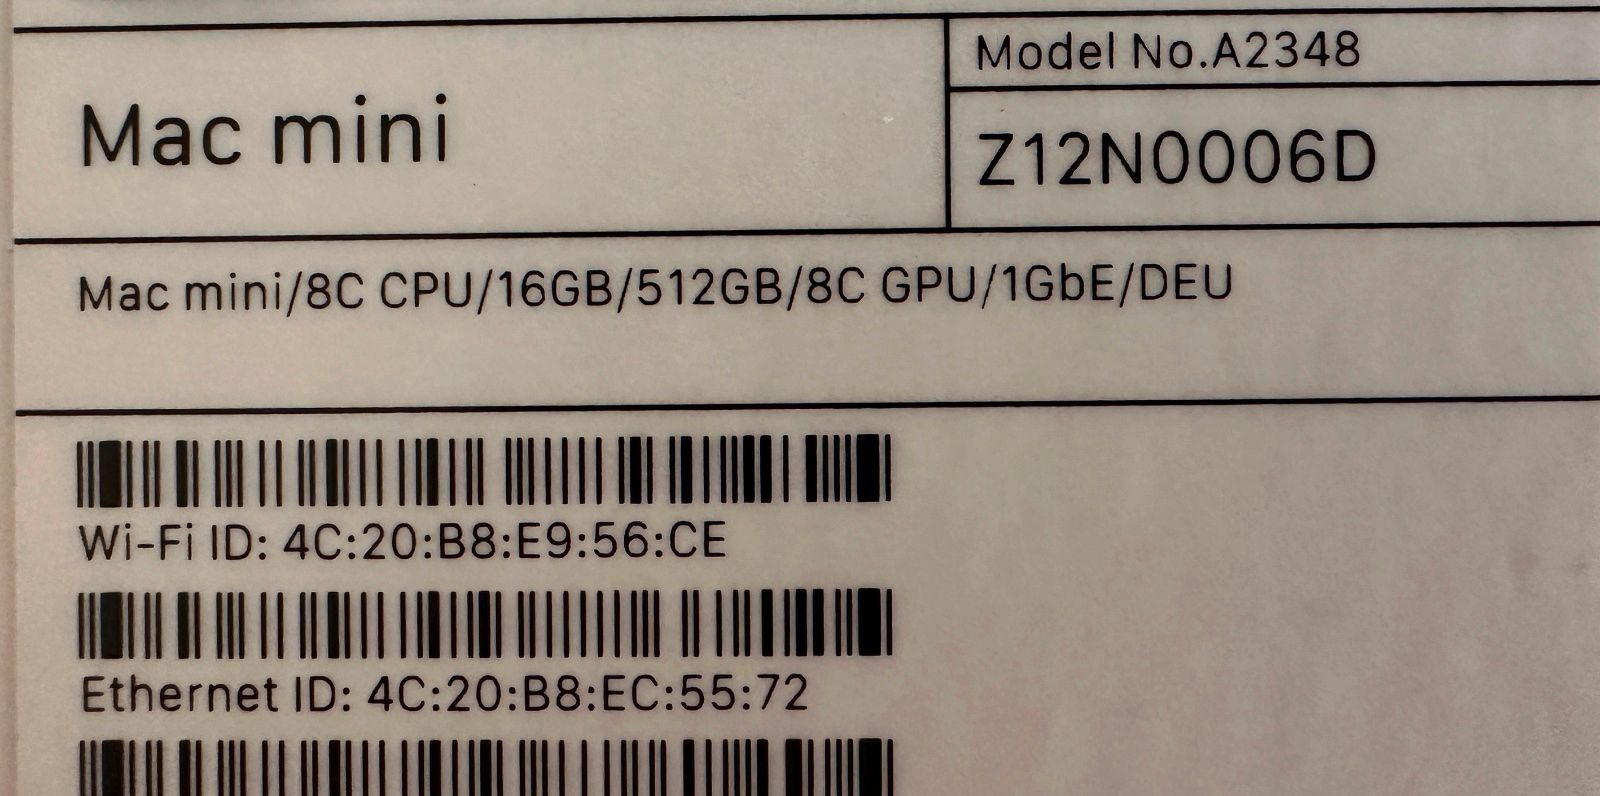 Mac mini
Model No.A2348
Z12N0006D
Mac mini/8C CPU/16GB/512GB/8C GPU/1GbE/DEU
Wi-Fi ID: 4C:20:B8:E9:56:CE
Ethernet ID: 4C:20:B8:EC:55:72